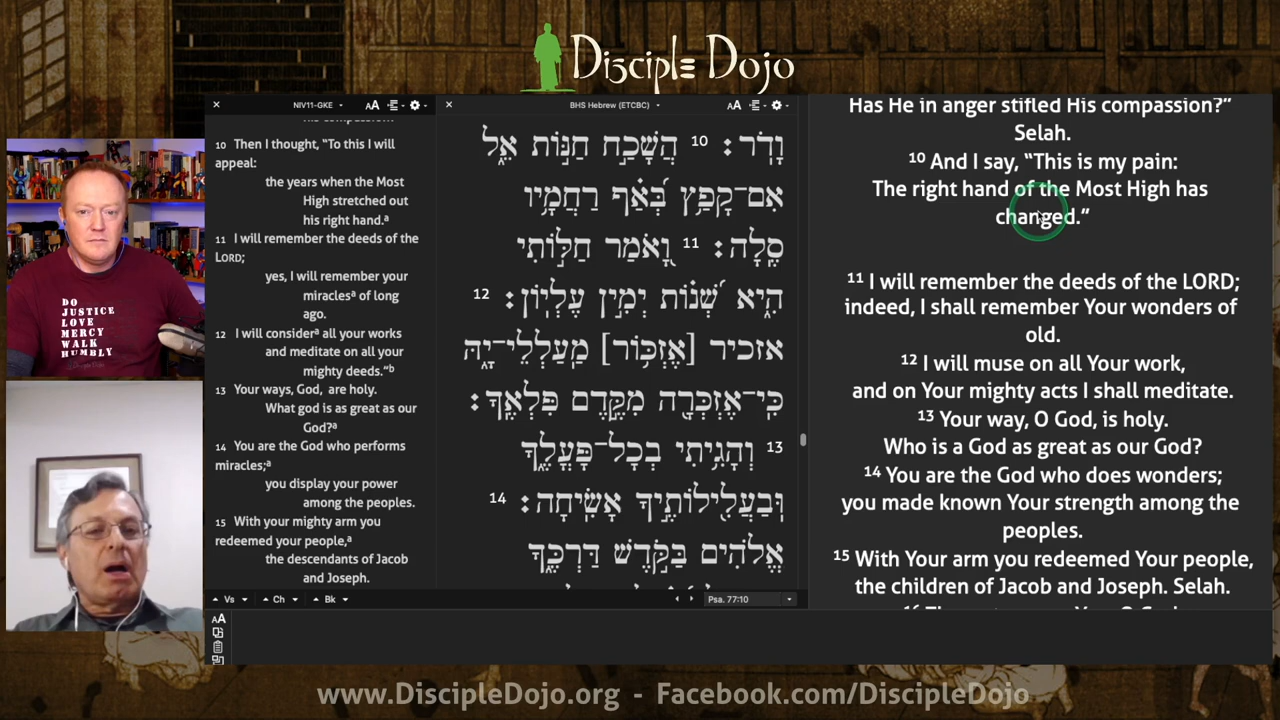 Disciple Dojo
DO
JUSTICE
LOVE
MERCY
WALK
HUMBLY
NIV11-GKE
10 Then I thought, “To this I will
appeal:
the years when the Most
High stretched out
his right hand.a
11 I will remember the deeds of the
LORD;
yes, I will remember your
miraclesa of long
ago.
12 I will considera all your works
and meditate on all your
mighty deeds.”b
13 Your ways, God, are holy.
What god is as great as our
God?a
14 You are the God who performs
miracles;a
you display your power
among the peoples.
15 With your mighty arm you
redeemed your people,a
the descendants of Jacob
and Joseph.
Vs Ch Bk
BHS Hebrew (ETCBC)
וָדֹֽר׃ 10 הֲשָׁכַ֣ח חַנּ֣וֹת אֵ֑ל
אִם־קָפַ֥ץ בְּ֝אַ֗ף רַחֲמָ֥יו
סֶֽלָה׃ 11 וָ֭אֹמַר חַלּ֣וֹתִי
הִ֑יא שְׁ֝נ֗וֹת יְמִ֣ין עֶלְיֽוֹן׃ 12
אזכיר [אֶזְכּ֥וֹר] מַֽעַלְלֵי־יָ֑הּ
כִּֽי־אֶזְכְּרָ֖ה מִקֶּ֣דֶם פִּלְאֶֽךָ׃
13 וְהָגִ֥יתִי בְכָל־פָּעֳלֶ֑ךָ
וּֽבַעֲלִ֖ילוֹתֶ֣יךָ אָשִֽׂיחָה׃ 14
אֱ֭לֹהִים בַּקֹּ֣דֶשׁ דַּרְכֶּ֑ךָ
Psa. 77:10
Has He in anger stifled His compassion?”
Selah.
10 And I say, “This is my pain:
The right hand of the Most High has
changed.”
11 I will remember the deeds of the LORD;
indeed, I shall remember Your wonders of
old.
12 I will muse on all Your work,
and on Your mighty acts I shall meditate.
13 Your way, O God, is holy.
Who is a God as great as our God?
14 You are the God who does wonders;
you made known Your strength among the
peoples.
15 With Your arm you redeemed Your people,
the children of Jacob and Joseph. Selah.
www.DiscipleDojo.org - Facebook.com/DiscipleDojo